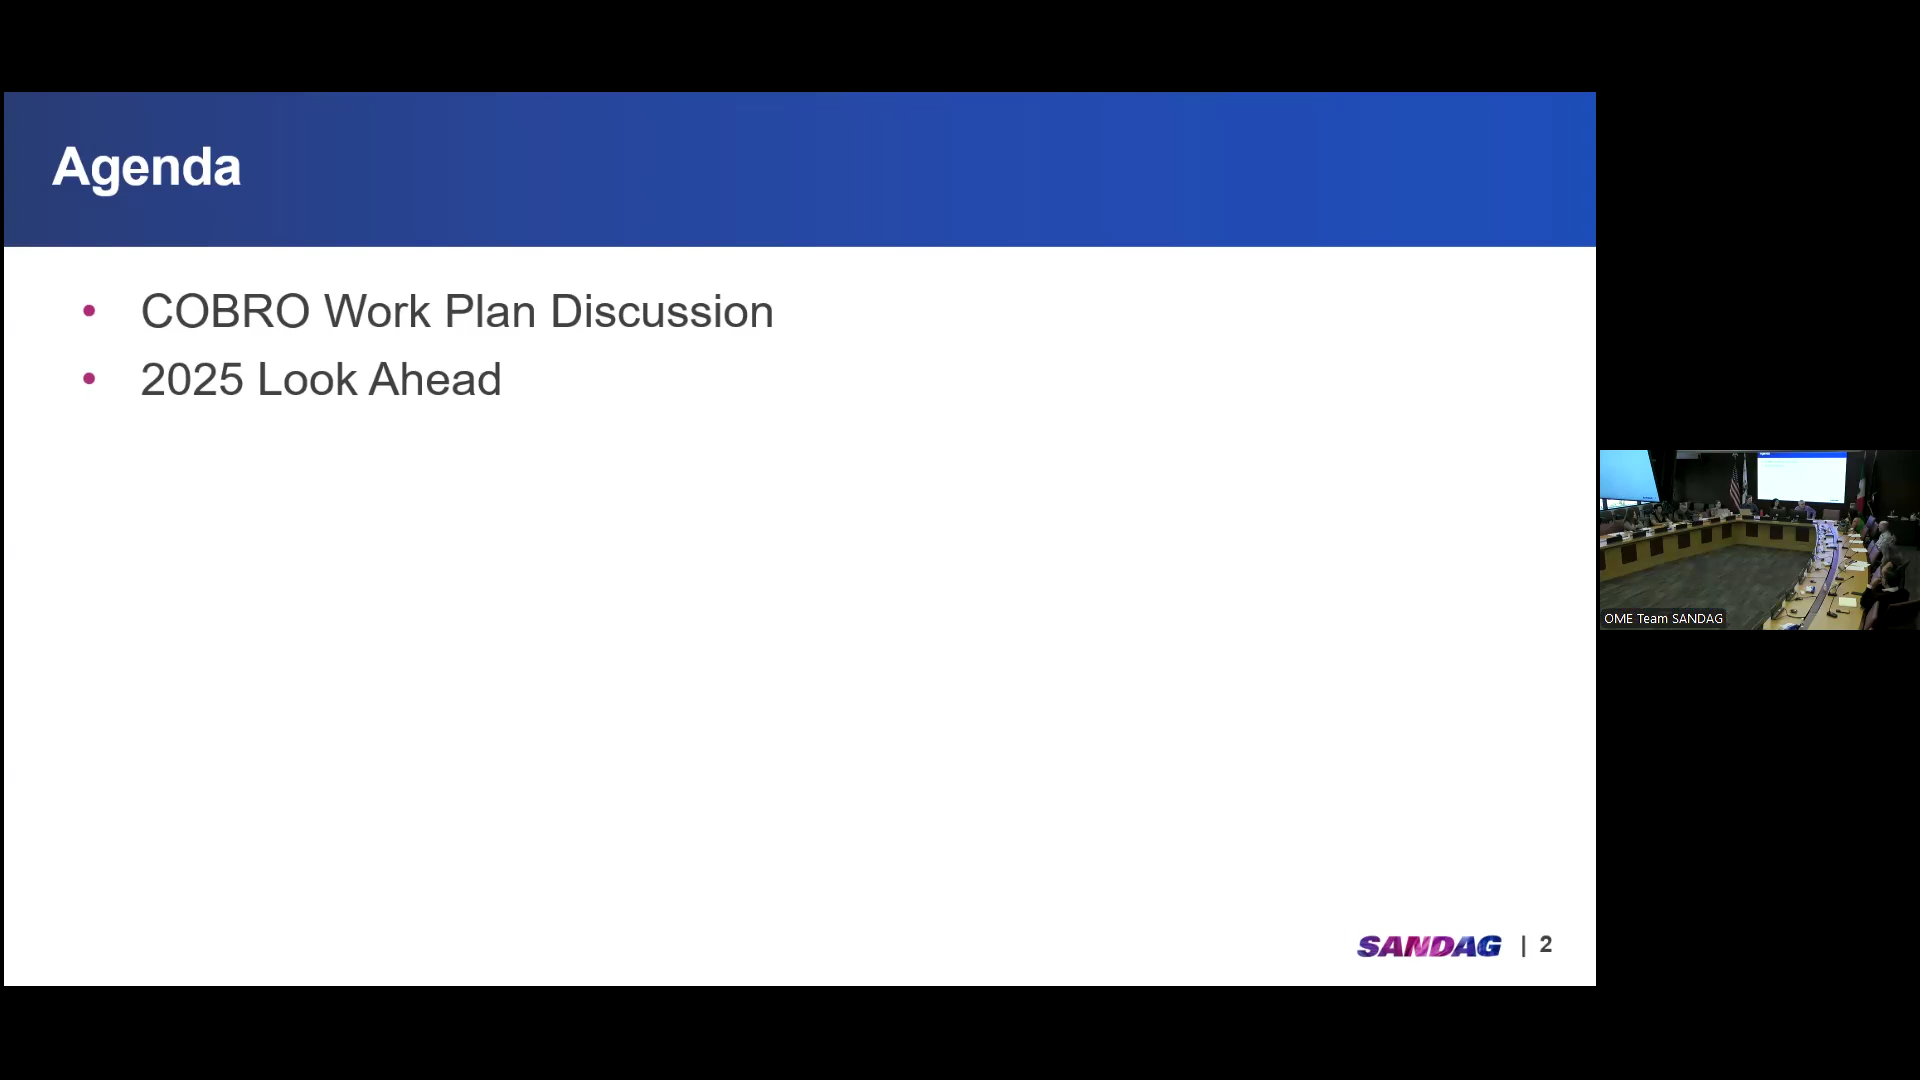 Agenda
• COBRO Work Plan Discussion
• 2025 Look Ahead
SANDAG | 2
OME Team SANDAG